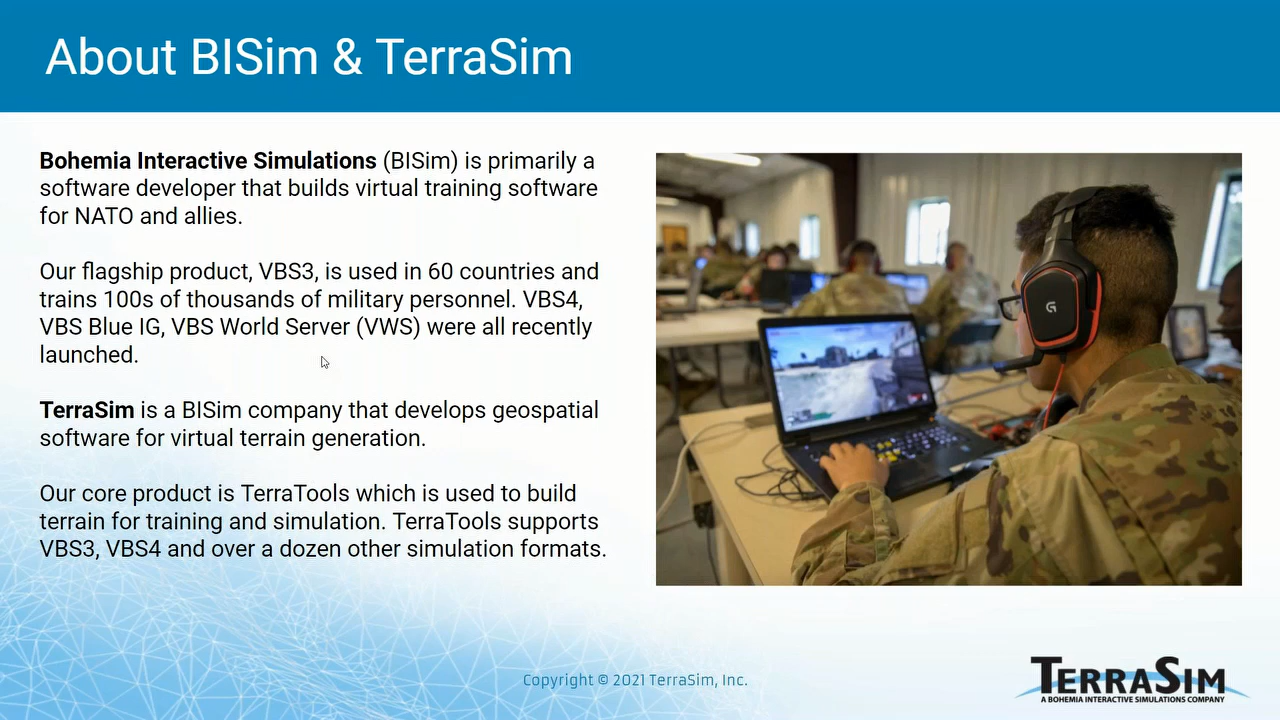 About BISim & TerraSim
Bohemia Interactive Simulations (BISim) is primarily a
software developer that builds virtual training software
for NATO and allies.
Our flagship product, VBS3, is used in 60 countries and
trains 100s of thousands of military personnel. VBS4,
VBS Blue IG, VBS World Server (VWS) were all recently
launched.
TerraSim is a BISim company that develops geospatial
software for virtual terrain generation.
Our core product is TerraTools which is used to build
terrain for training and simulation. TerraTools supports
VBS3, VBS4 and over a dozen other simulation formats.
Copyright © 2021 TerraSim, Inc.
TERRASIM
A BOHEMIA INTERACTIVE SIMULATIONS COMPANY